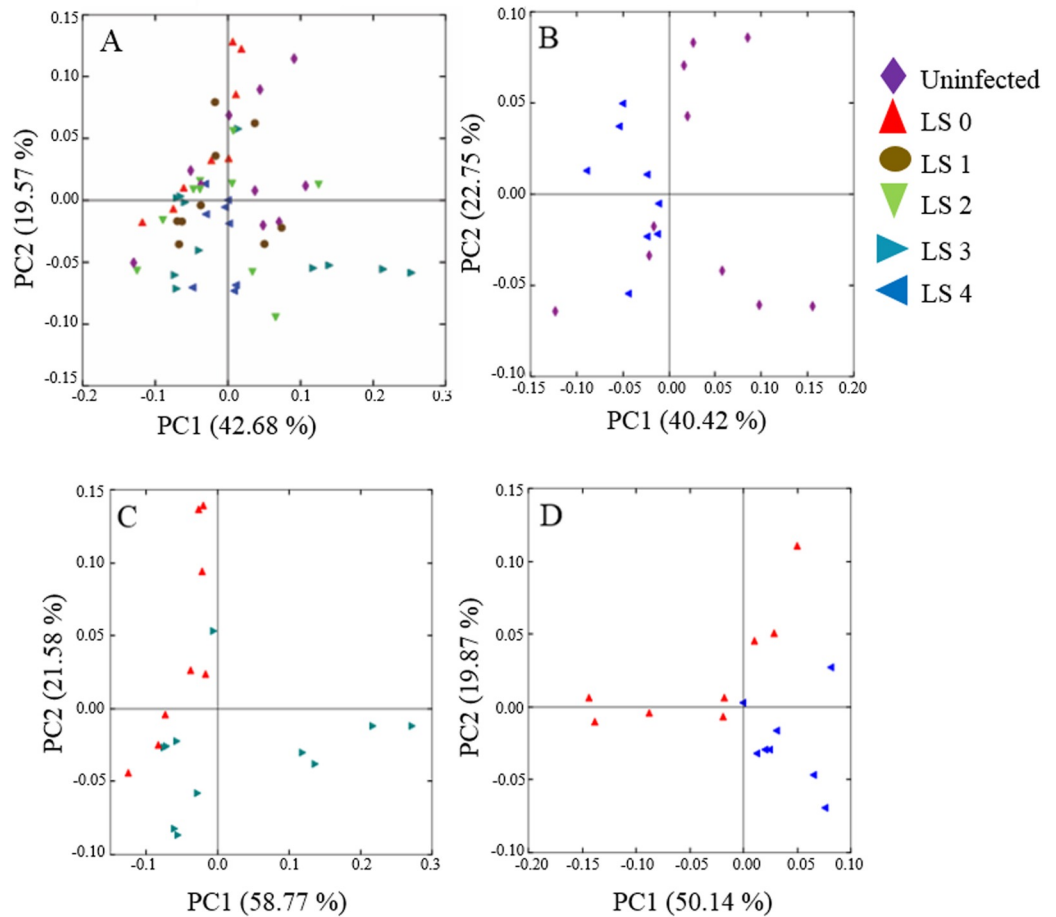 A
0.15
0.10
0.05
0.00
-0.05
-0.10
-0.15
-0.2 -0.1 0.0 0.1 0.2 0.3
PC2 (19.57 %)
PC1 (42.68 %)
B
0.10
0.05
0.00
-0.05
-0.10
-0.15 -0.10 -0.05 0.00 0.05 0.10 0.15 0.20
PC2 (22.75 %)
PC1 (40.42 %)
Uninfected
LS 0
LS 1
LS 2
LS 3
LS 4
C
0.15
0.10
0.05
0.00
-0.05
-0.10
-0.1 0.0 0.1 0.2 0.3
PC2 (21.58 %)
PC1 (58.77 %)
D
0.15
0.10
0.05
0.00
-0.05
-0.10
-0.20 -0.15 -0.10 -0.05 0.00 0.05 0.10
PC2 (19.87 %)
PC1 (50.14 %)